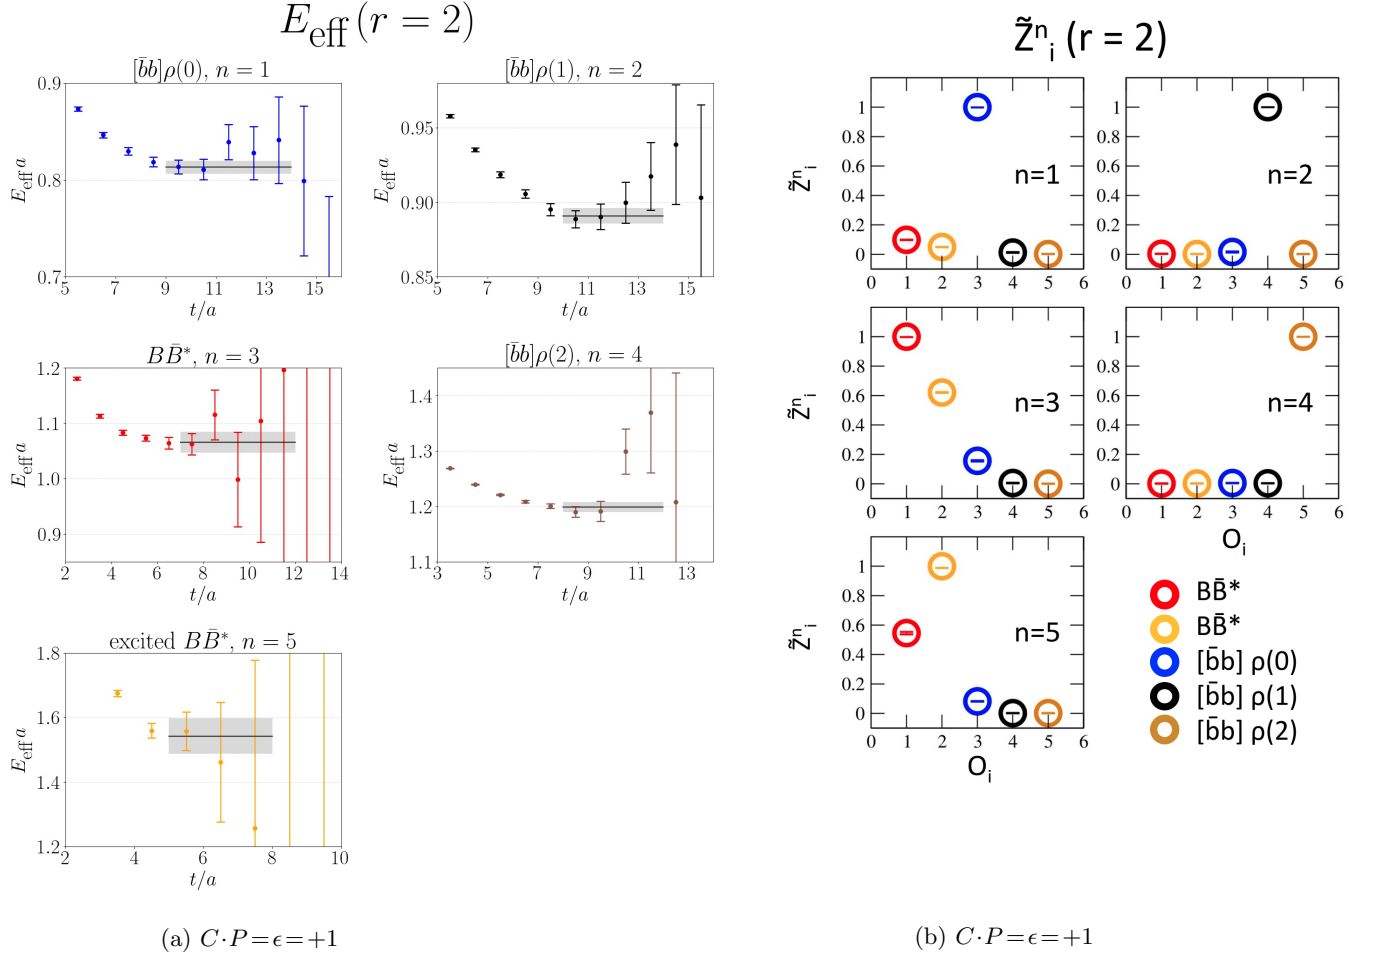 E_eff (r = 2)
[b̄b]ρ(0), n = 1
0.9
0.8
0.7
E_eff a
5 7 9 11 13 15
t/a
[b̄b]ρ(1), n = 2
0.95
0.90
0.85
E_eff a
5 7 9 11 13 15
t/a
BB̄*, n = 3
1.2
1.1
1.0
0.9
E_eff a
2 4 6 8 10 12 14
t/a
[b̄b]ρ(2), n = 4
1.4
1.3
1.2
1.1
E_eff a
3 5 7 9 11 13
t/a
excited BB̄*, n = 5
1.8
1.6
1.4
1.2
E_eff a
2 4 6 8 10
t/a
(a) C·P=ϵ=+1
Z̃ⁿᵢ (r = 2)
1
0.8
0.6
0.4
0.2
0
Z̃ⁿᵢ
n=1
0 1 2 3 4 5 6
1
0.8
0.6
0.4
0.2
0
n=2
0 1 2 3 4 5 6
1
0.8
0.6
0.4
0.2
0
Z̃ⁿᵢ
n=3
0 1 2 3 4 5 6
1
0.8
0.6
0.4
0.2
0
n=4
0 1 2 3 4 5 6
Oᵢ
1
0.8
0.6
0.4
0.2
0
Z̃ⁿᵢ
n=5
0 1 2 3 4 5 6
Oᵢ
BB̄*
BB̄*
[b̄b] ρ(0)
[b̄b] ρ(1)
[b̄b] ρ(2)
(b) C·P=ϵ=+1